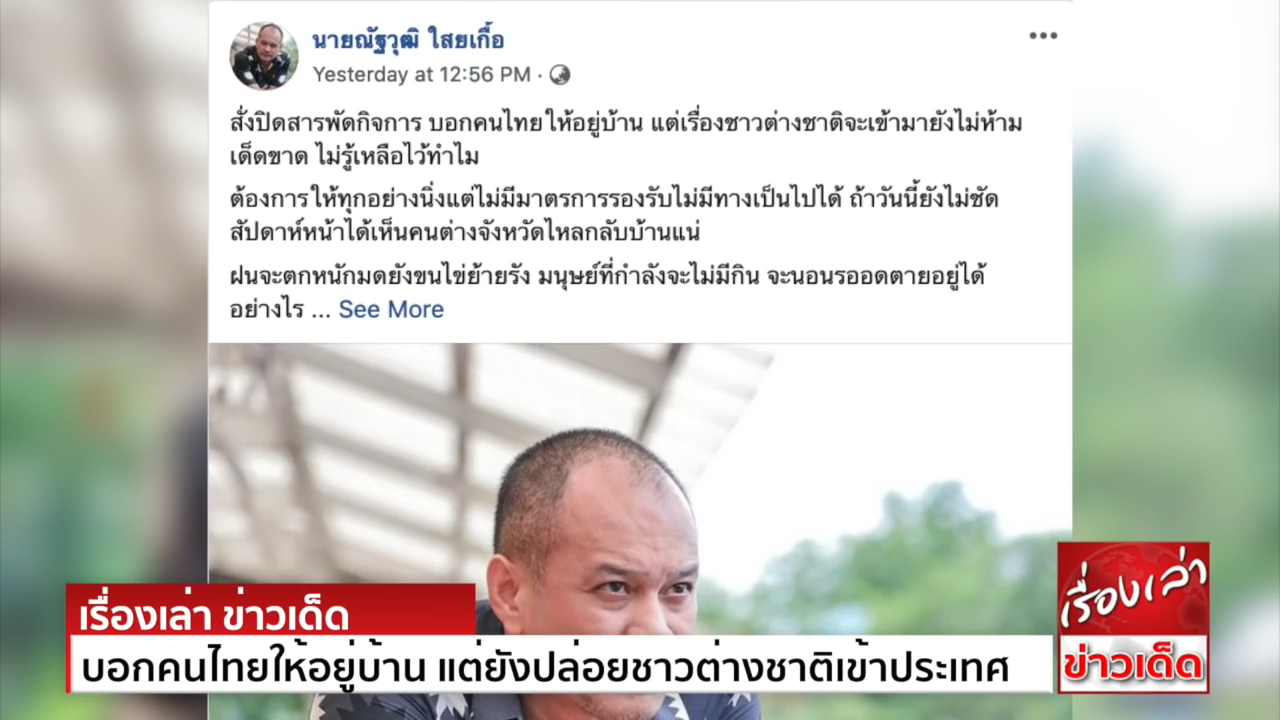 นายณัฐวุฒิ ใสยเกื้อ
Yesterday at 12:56 PM ·
สั่งปิดสารพัดกิจการ บอกคนไทยให้อยู่บ้าน แต่เรื่องชาวต่างชาติจะเข้ามายังไม่ห้าม
เด็ดขาด ไม่รู้เหลือไว้ทำไม
ต้องการให้ทุกอย่างนิ่งแต่ไม่มีมาตรการรองรับไม่มีทางเป็นไปได้ ถ้าวันนี้ยังไม่ชัด
สัปดาห์หน้าได้เห็นคนต่างจังหวัดไหลกลับบ้านแน่
ฝนจะตกหนักมดยังขนไข่ย้ายรัง มนุษย์ที่กำลังจะไม่มีกิน จะนอนรออดตายอยู่ได้
อย่างไร ... See More
เรื่องเล่า ข่าวเด็ด
บอกคนไทยให้อยู่บ้าน แต่ยังปล่อยชาวต่างชาติเข้าประเทศ
เรื่องเล่า
ข่าวเด็ด